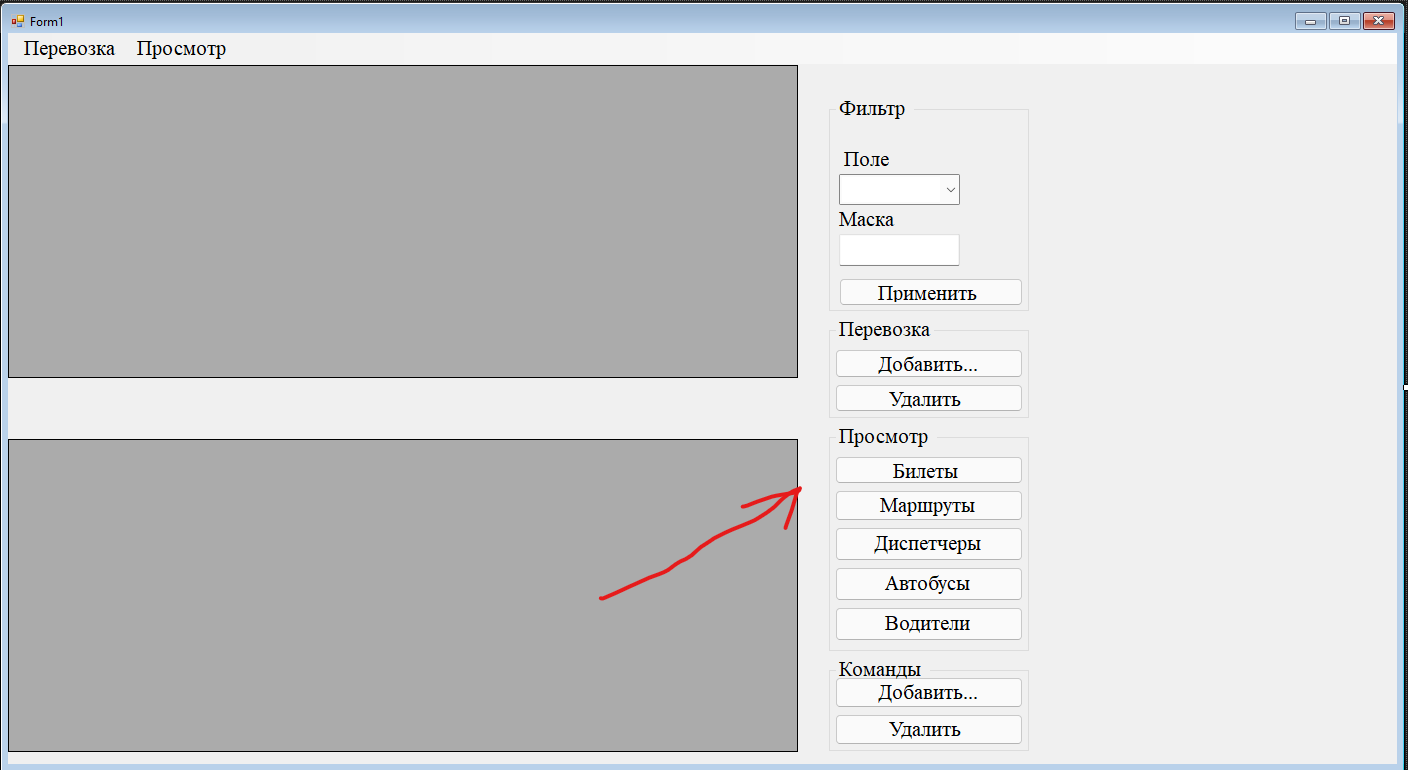 Form1
Перевозка Просмотр
Фильтр
Поле
Маска
Применить
Перевозка
Добавить...
Удалить
Просмотр
Билеты
Маршруты
Диспетчеры
Автобусы
Водители
Команды
Добавить...
Удалить